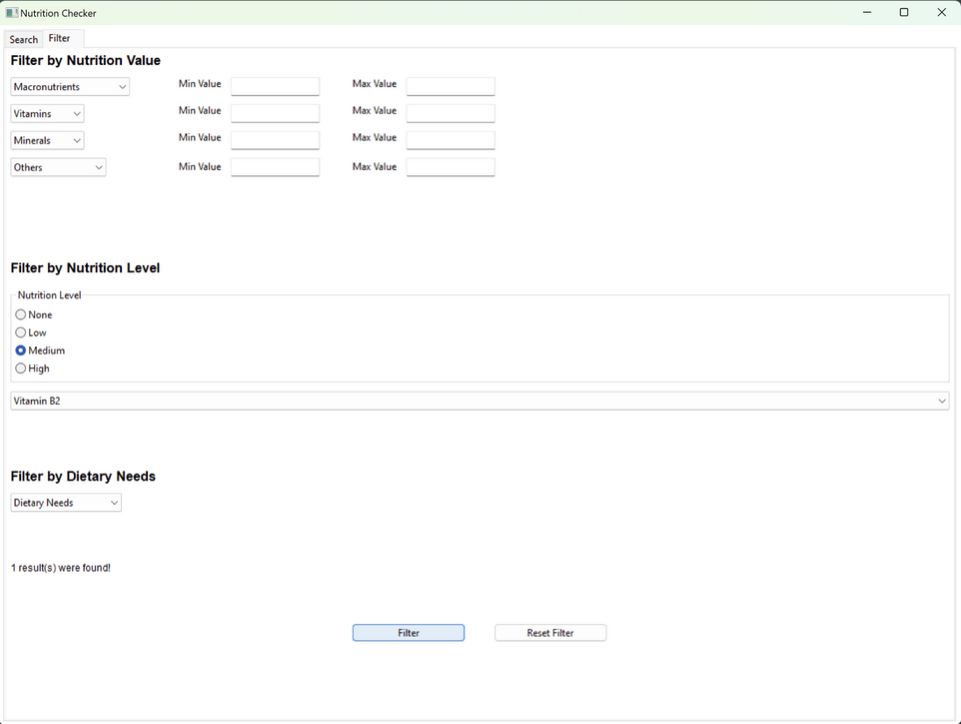 Nutrition Checker
Search Filter
Filter by Nutrition Value
Macronutrients Min Value Max Value
Vitamins Min Value Max Value
Minerals Min Value Max Value
Others Min Value Max Value
Filter by Nutrition Level
Nutrition Level
None
Low
Medium
High
Vitamin B2
Filter by Dietary Needs
Dietary Needs
1 result(s) were found!
Filter Reset Filter